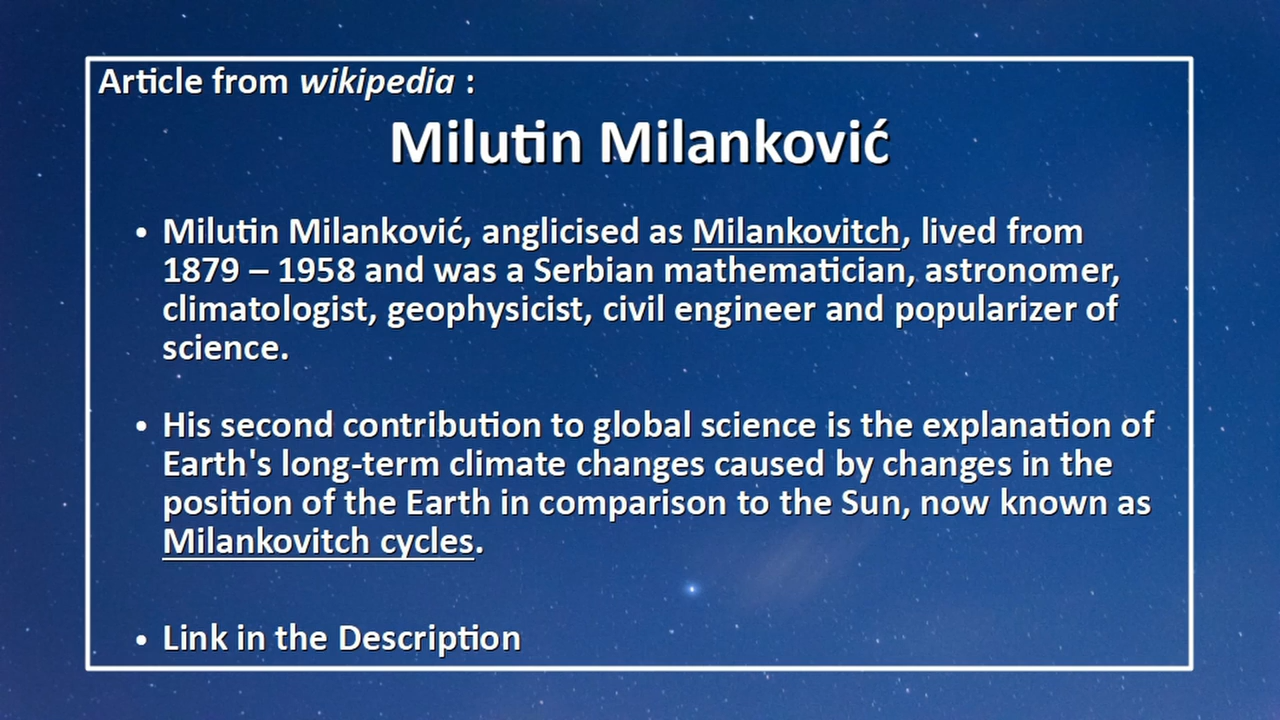 Article from wikipedia :
Milutin Milanković
• Milutin Milanković, anglicised as Milankovitch, lived from
1879 – 1958 and was a Serbian mathematician, astronomer,
climatologist, geophysicist, civil engineer and popularizer of
science.
• His second contribution to global science is the explanation of
Earth's long-term climate changes caused by changes in the
position of the Earth in comparison to the Sun, now known as
Milankovitch cycles.
• Link in the Description